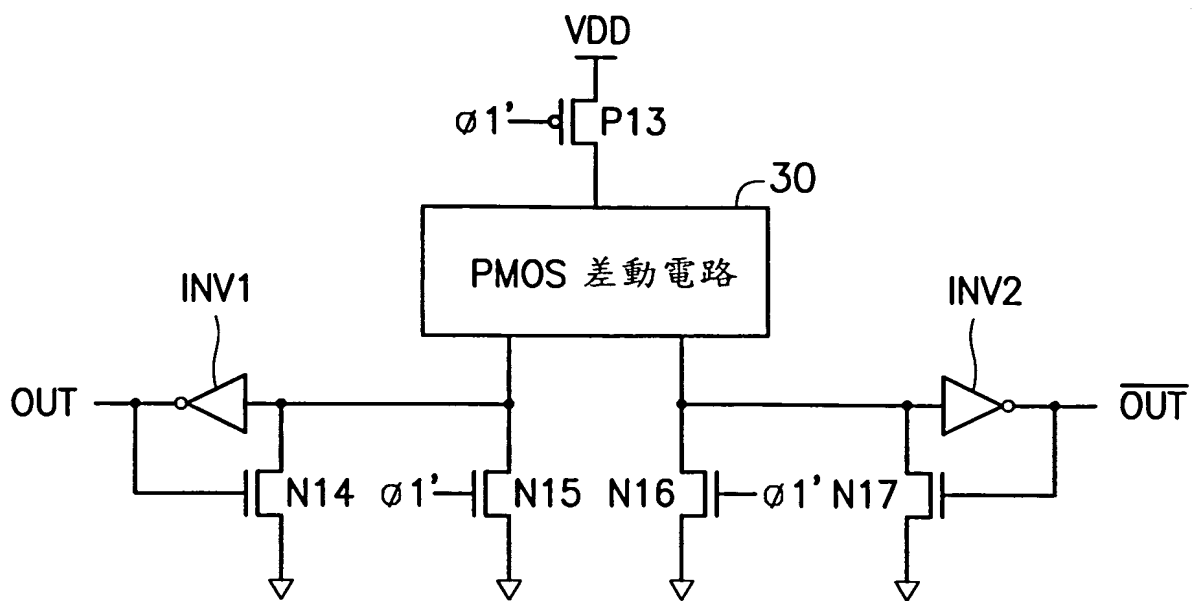 VDD
ø1' P13
30
PMOS 差動電路
INV1
INV2
OUT
OUT
N14 ø1' N15 N16 ø1' N17